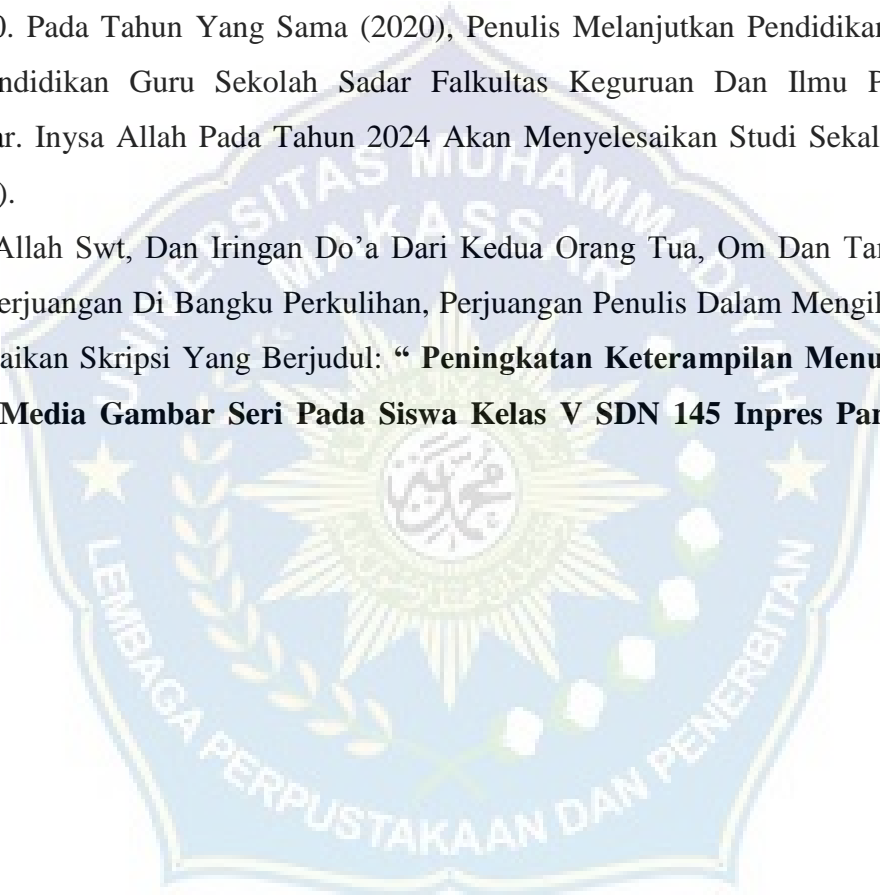 0. Pada Tahun Yang Sama (2020), Penulis Melanjutkan Pendidikan
ndidikan Guru Sekolah Sadar Falkultas Keguruan Dan Ilmu P
ar. Inysa Allah Pada Tahun 2024 Akan Menyelesaikan Studi Sekal
).
Allah Swt, Dan Iringan Do’a Dari Kedua Orang Tua, Om Dan Tan
erjuangan Di Bangku Perkulihan, Perjuangan Penulis Dalam Mengik
aikan Skripsi Yang Berjudul: “ Peningkatan Keterampilan Menu
Media Gambar Seri Pada Siswa Kelas V SDN 145 Inpres Pan
UNIVERSITAS MUHAMMADIYAH
MAKASSAR
LEMBAGA PERPUSTAKAAN DAN PENERBITAN